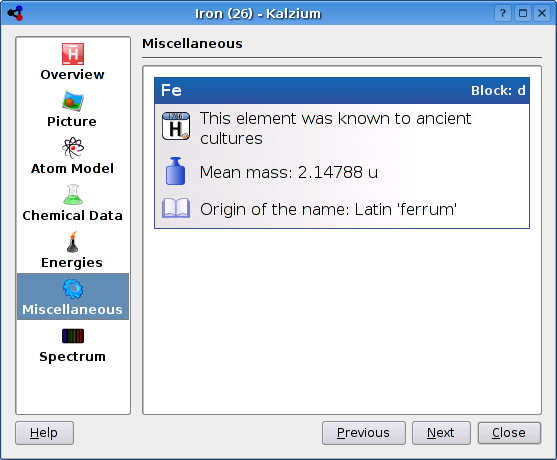 Iron (26) - Kalzium
Overview
Picture
Atom Model
Chemical Data
Energies
Miscellaneous
Spectrum
Miscellaneous
Fe Block: d
This element was known to ancient
cultures
Mean mass: 2.14788 u
Origin of the name: Latin 'ferrum'
Help Previous Next Close